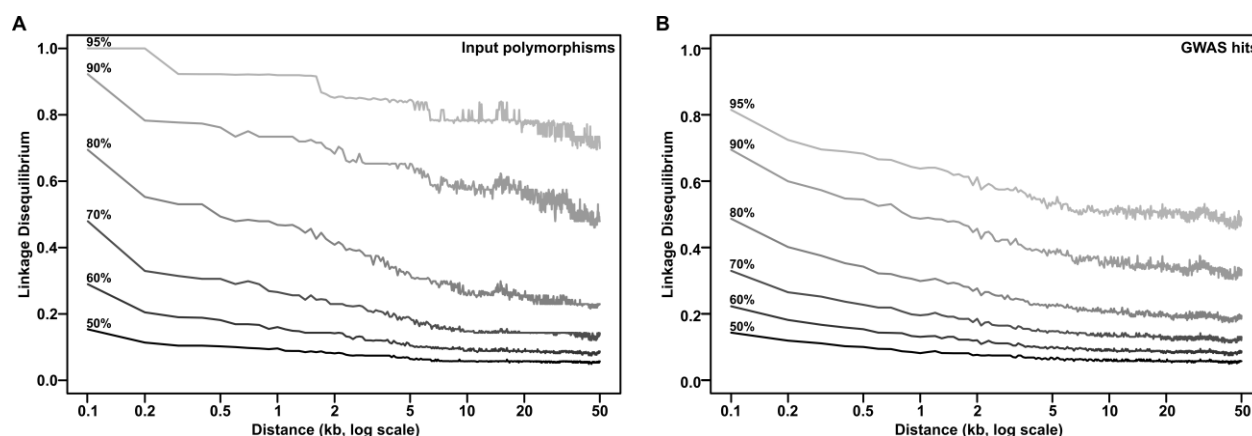 A
Input polymorphisms
Linkage Disequilibrium
1.0
0.8
0.6
0.4
0.2
0.0
95%
90%
80%
70%
60%
50%
0.1 0.2 0.5 1 2 5 10 20 50
Distance (kb, log scale)
B
GWAS hits
Linkage Disequilibrium
1.0
0.8
0.6
0.4
0.2
0.0
95%
90%
80%
70%
60%
50%
0.1 0.2 0.5 1 2 5 10 20 50
Distance (kb, log scale)